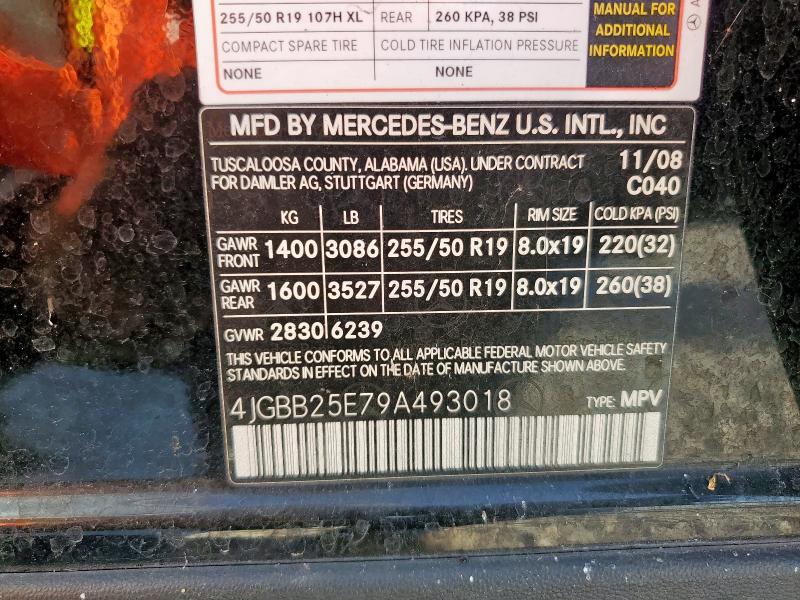 255/50 R19 107H XL REAR 260 KPA, 38 PSI
COMPACT SPARE TIRE COLD TIRE INFLATION PRESSURE
NONE NONE
MANUAL FOR
ADDITIONAL
INFORMATION
A
MFD BY MERCEDES-BENZ U.S. INTL., INC
TUSCALOOSA COUNTY, ALABAMA (USA). UNDER CONTRACT 11/08
FOR DAIMLER AG, STUTTGART (GERMANY) C040
KG LB TIRES RIM SIZE COLD KPA (PSI)
GAWR FRONT 1400 3086 255/50 R19 8.0x19 220(32)
GAWR REAR 1600 3527 255/50 R19 8.0x19 260(38)
GVWR 2830 6239
THIS VEHICLE CONFORMS TO ALL APPLICABLE FEDERAL MOTOR VEHICLE SAFETY
STANDARDS IN EFFECT ON THE DATE OF MANUFACTURE SHOWN ABOVE.
4JGBB25E79A493018 TYPE: MPV